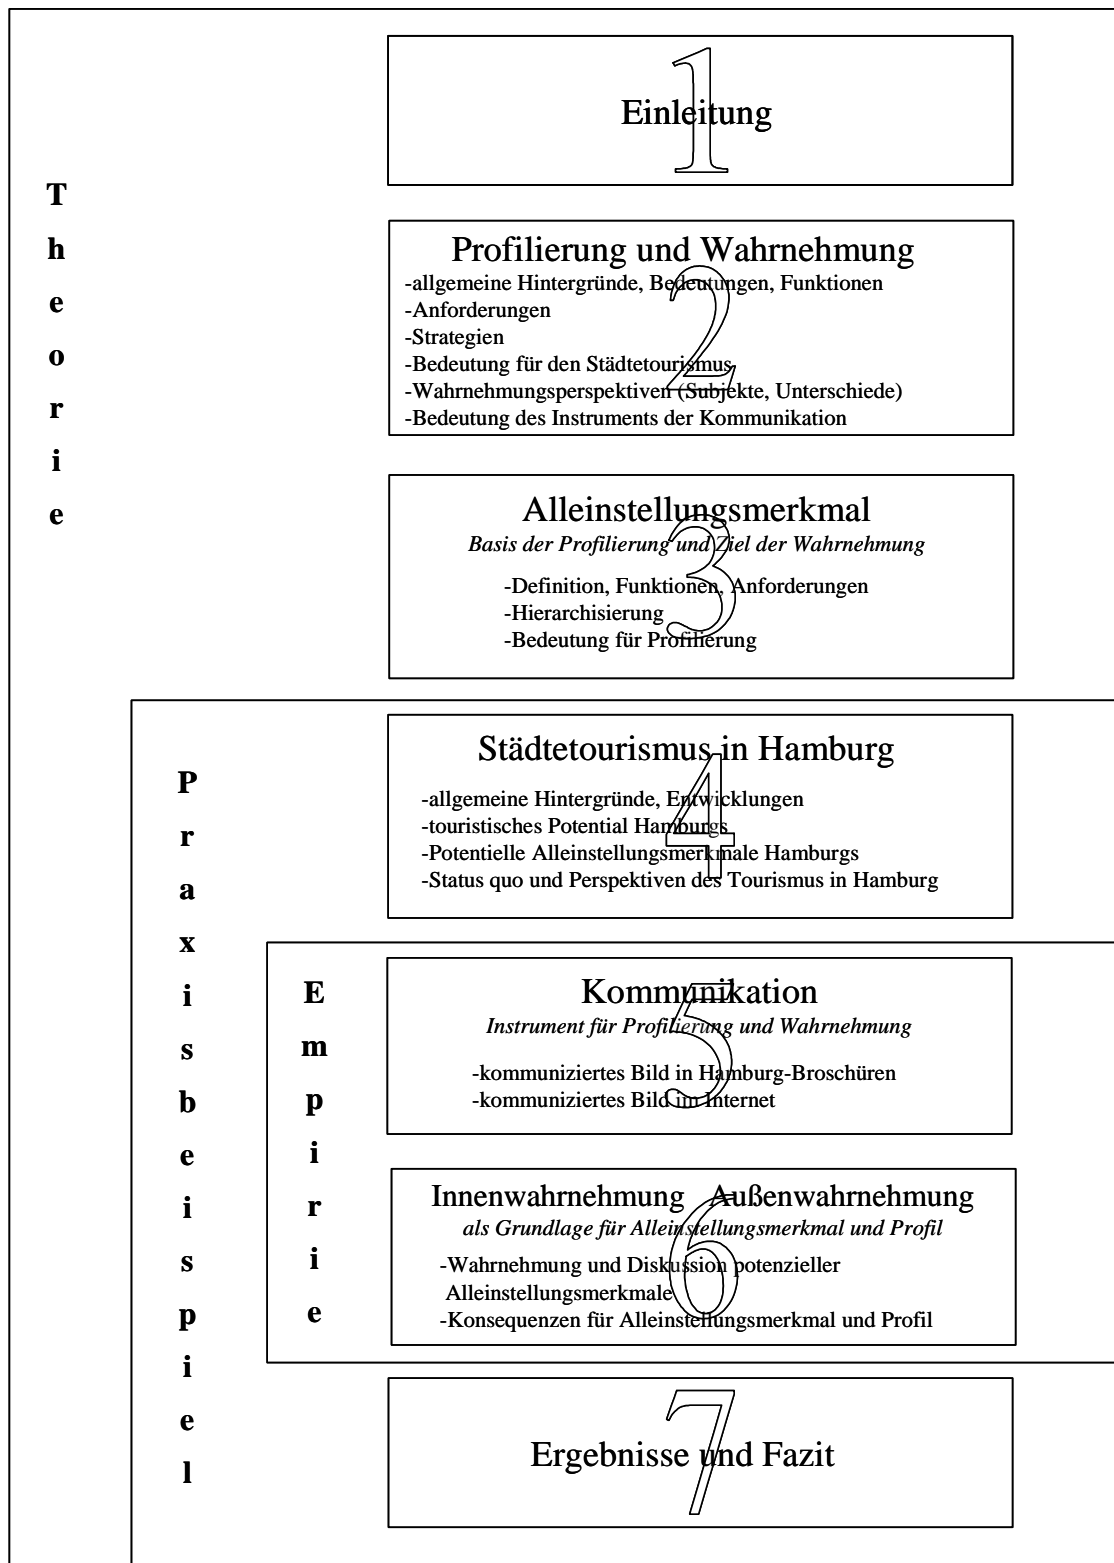 Theorie
1
Einleitung
2
Profilierung und Wahrnehmung
-allgemeine Hintergründe, Bedeutungen, Funktionen
-Anforderungen
-Strategien
-Bedeutung für den Städtetourismus
-Wahrnehmungsperspektiven (Subjekte, Unterschiede)
-Bedeutung des Instruments der Kommunikation
3
Alleinstellungsmerkmal
Basis der Profilierung und Ziel der Wahrnehmung
-Definition, Funktionen, Anforderungen
-Hierarchisierung
-Bedeutung für Profilierung
Praxisbeispiel
4
Städtetourismus in Hamburg
-allgemeine Hintergründe, Entwicklungen
-touristisches Potential Hamburgs
-Potentielle Alleinstellungsmerkmale Hamburgs
-Status quo und Perspektiven des Tourismus in Hamburg
Empirie
5
Kommunikation
Instrument für Profilierung und Wahrnehmung
-kommuniziertes Bild in Hamburg-Broschüren
-kommuniziertes Bild im Internet
6
Innenwahrnehmung Außenwahrnehmung
als Grundlage für Alleinstellungsmerkmal und Profil
-Wahrnehmung und Diskussion potenzieller
Alleinstellungsmerkmale
-Konsequenzen für Alleinstellungsmerkmal und Profil
7
Ergebnisse und Fazit